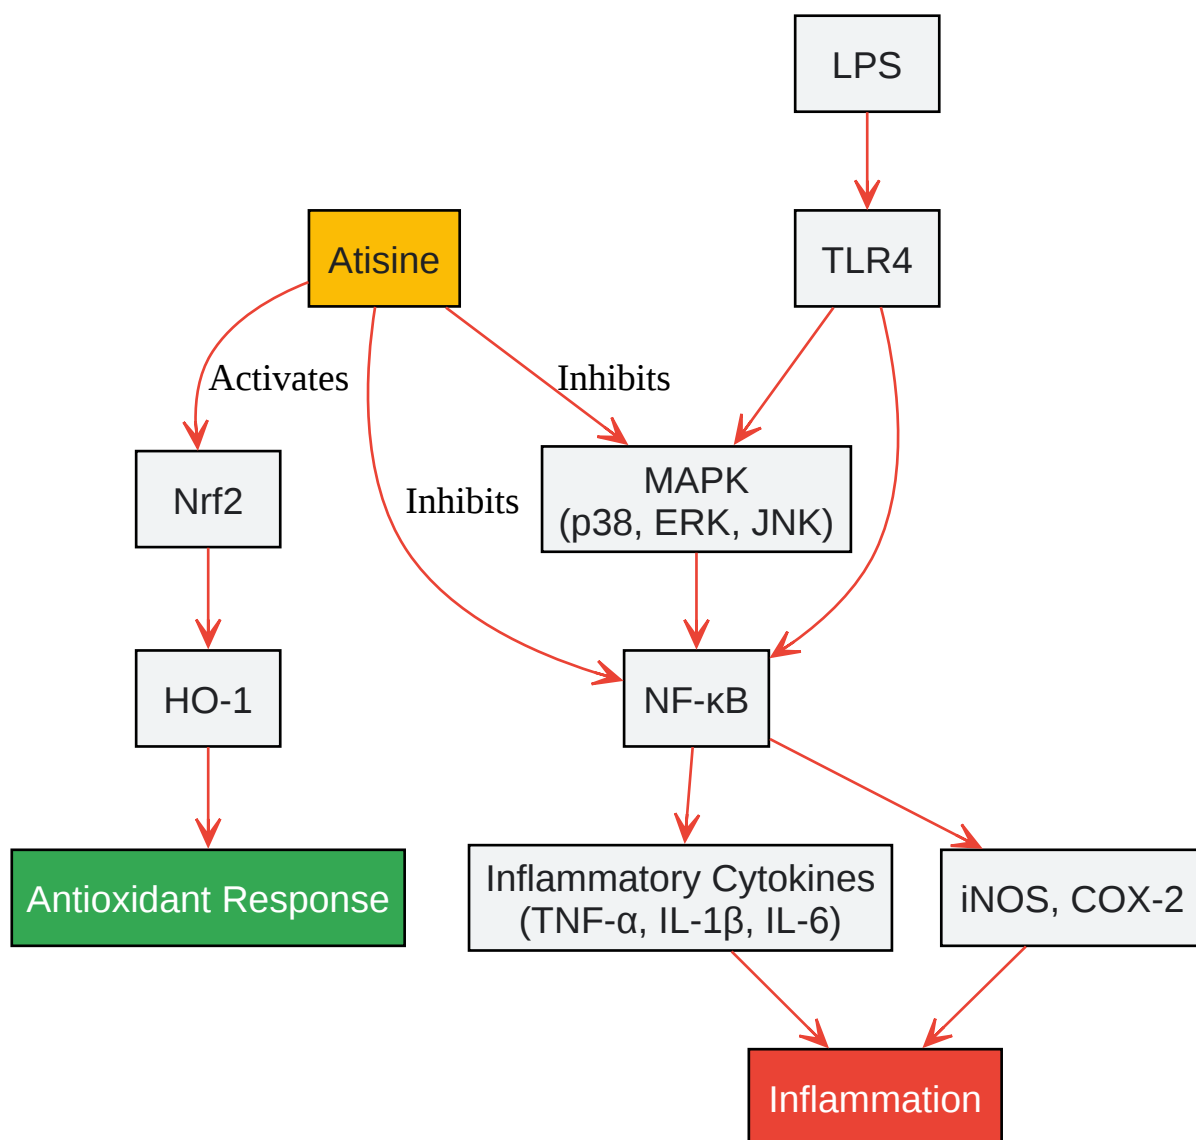 LPS
Atisine
TLR4
Activates
Inhibits
MAPK
(p38, ERK, JNK)
Nrf2
Inhibits
HO-1
NF-κB
Antioxidant Response
Inflammatory Cytokines
(TNF-α, IL-1β, IL-6)
iNOS, COX-2
Inflammation